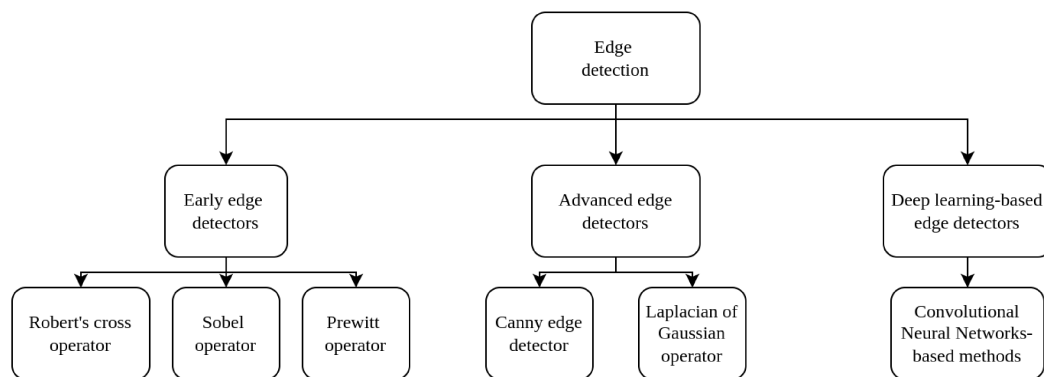 Edge
detection
Early edge
detectors
Advanced edge
detectors
Deep learning-based
edge detectors
Robert's cross
operator
Sobel
operator
Prewitt
operator
Canny edge
detector
Laplacian of
Gaussian
operator
Convolutional
Neural Networks-
based methods